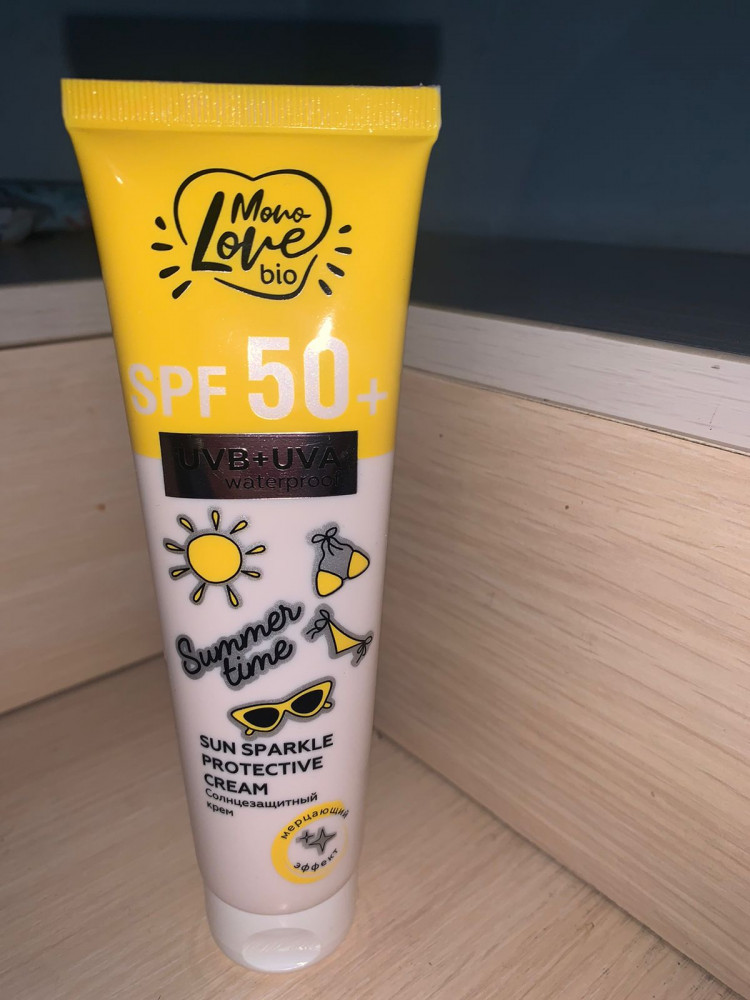 Mono
Love
bio
SPF 50+
UVB+UVA
waterproof
Summer
time
SUN SPARKLE
PROTECTIVE
CREAM
Солнцезащитный
крем
мерцающий
эффект